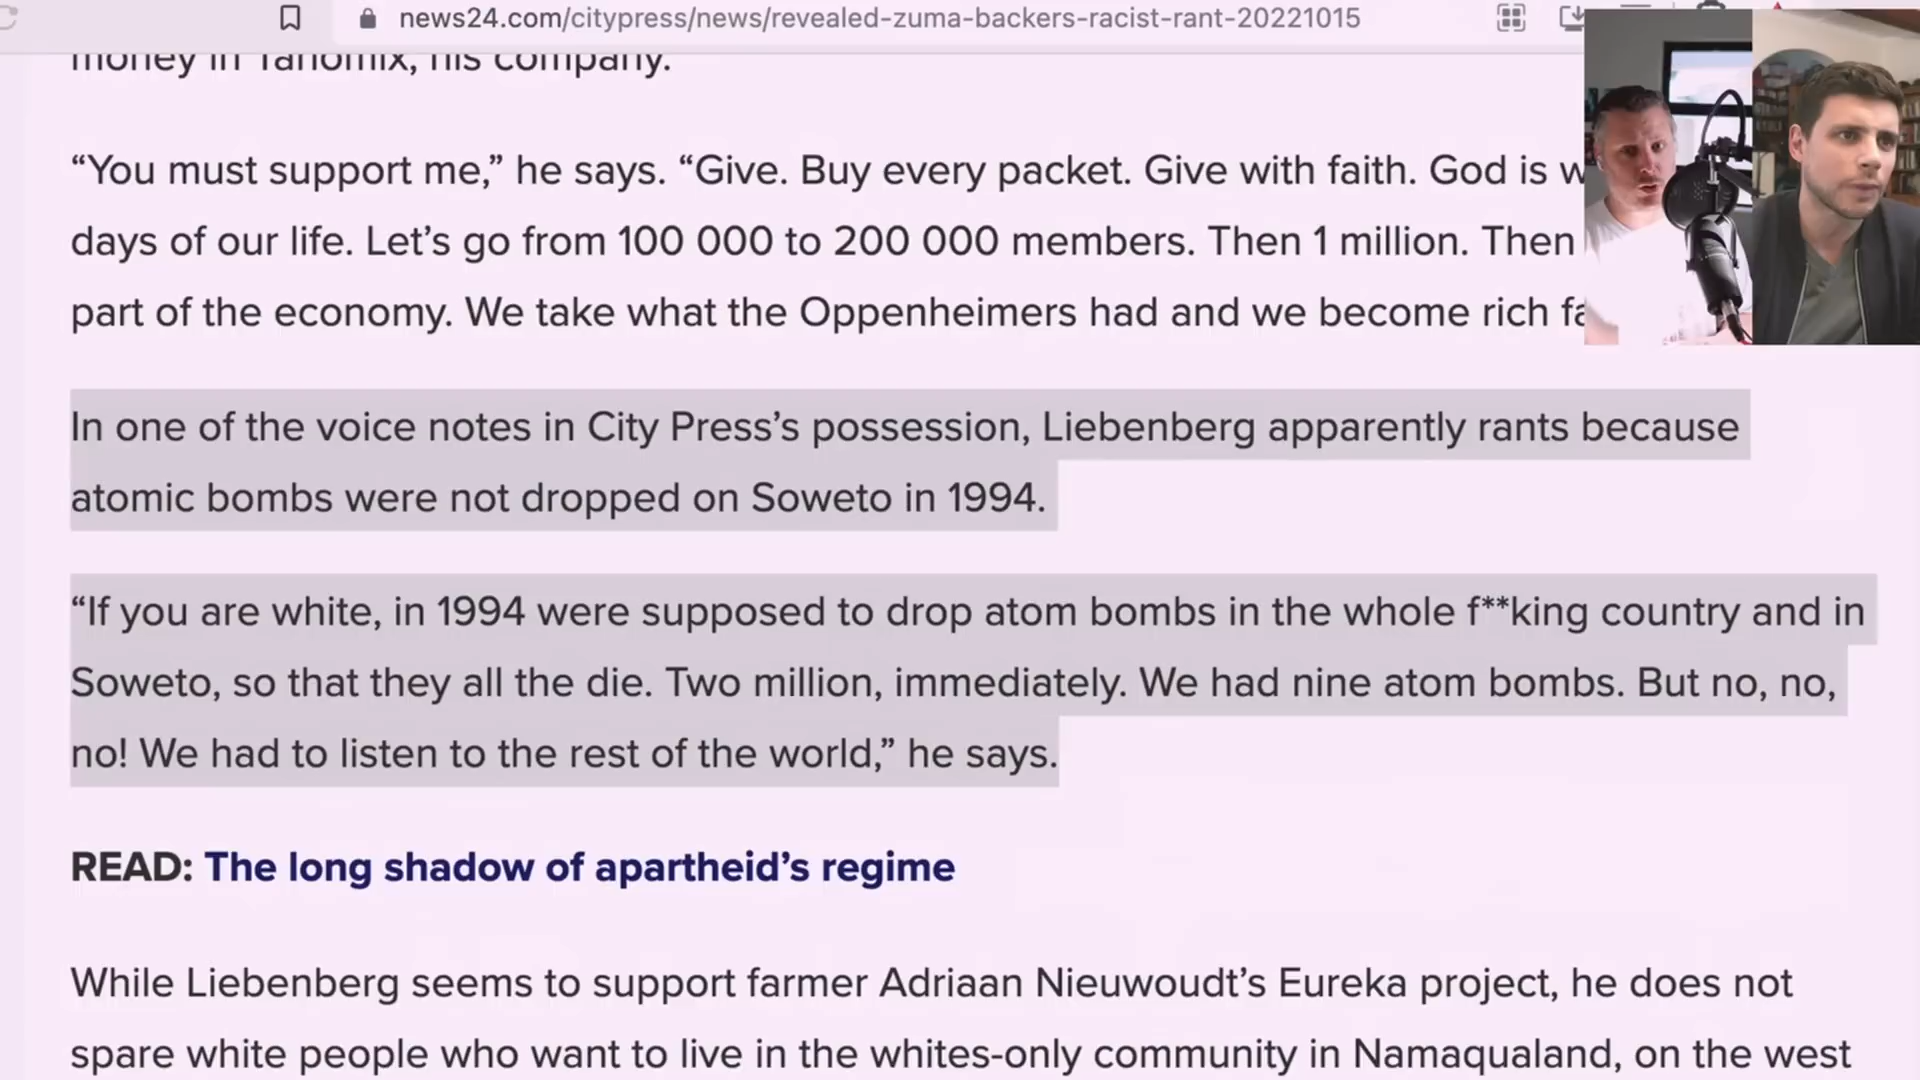 news24.com/citypress/news/revealed-zuma-backers-racist-rant-20221015
money in Tariomix, his company.
“You must support me,” he says. “Give. Buy every packet. Give with faith. God is
days of our life. Let’s go from 100 000 to 200 000 members. Then 1 million. Then
part of the economy. We take what the Oppenheimers had and we become rich
In one of the voice notes in City Press’s possession, Liebenberg apparently rants because
atomic bombs were not dropped on Soweto in 1994.
“If you are white, in 1994 were supposed to drop atom bombs in the whole f**king country and in
Soweto, so that they all the die. Two million, immediately. We had nine atom bombs. But no, no,
no! We had to listen to the rest of the world,” he says.
READ: The long shadow of apartheid’s regime
While Liebenberg seems to support farmer Adriaan Nieuwoudt’s Eureka project, he does not
spare white people who want to live in the whites-only community in Namaqualand, on the west